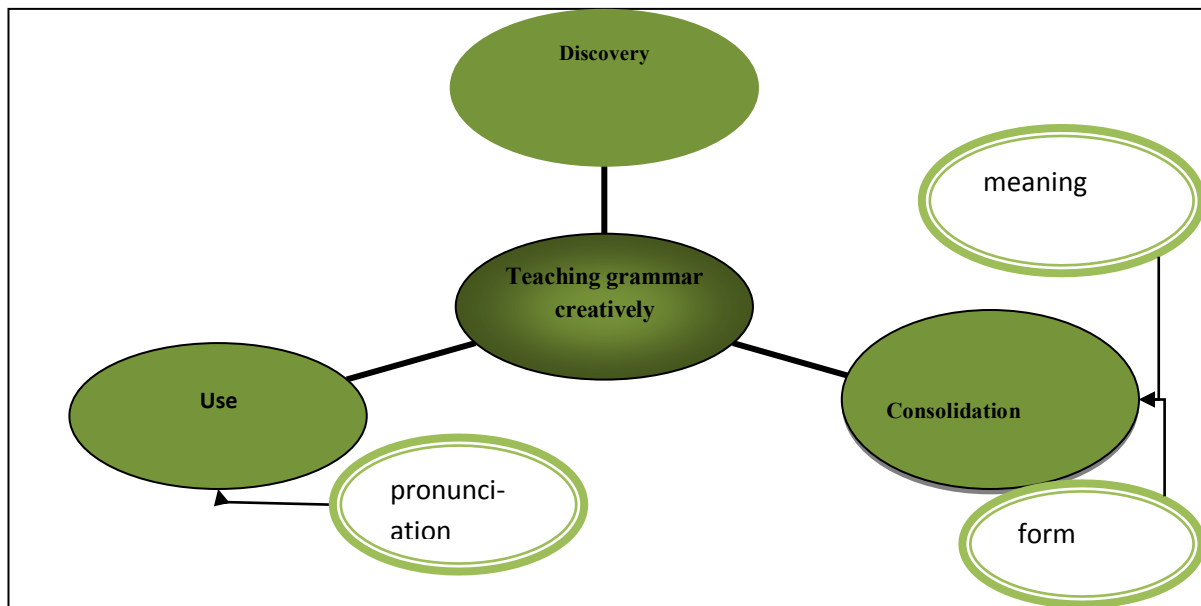 Discovery
meaning
Teaching grammar
creatively
Use
Consolidation
pronunci-
ation
form